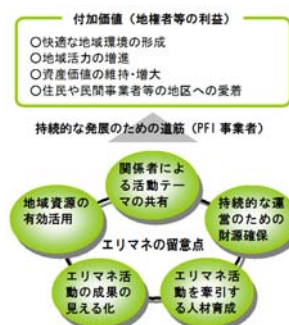 付加価値（地権者等の利益）
○快適な地域環境の形成
○地域活力の増進
○資産価値の維持・増大
○住民や民間事業者等の地区への愛着
持続的な発展のための道筋（PFI 事業者）
関係者によ
る活動テー
マの共有
地域資源の
有効活用
持続的な運
営のための
財源確保
エリマネの留意点
エリマネ活
動の成果の
見える化
エリマネ活
動を牽引す
る人材育成